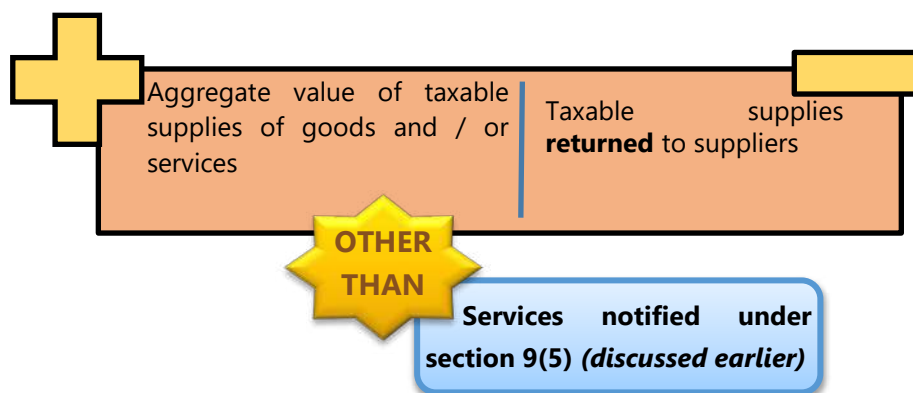 Aggregate value of taxable
supplies of goods and / or
services
Taxable supplies
returned to suppliers
OTHER
THAN
Services notified under
section 9(5) (discussed earlier)